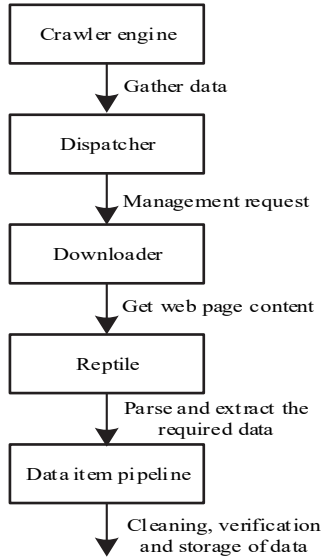 Crawler engine
Gather data
Dispatcher
Management request
Downloader
Get web page content
Reptile
Parse and extract the
required data
Data item pipeline
Cleaning, verification
and storage of data